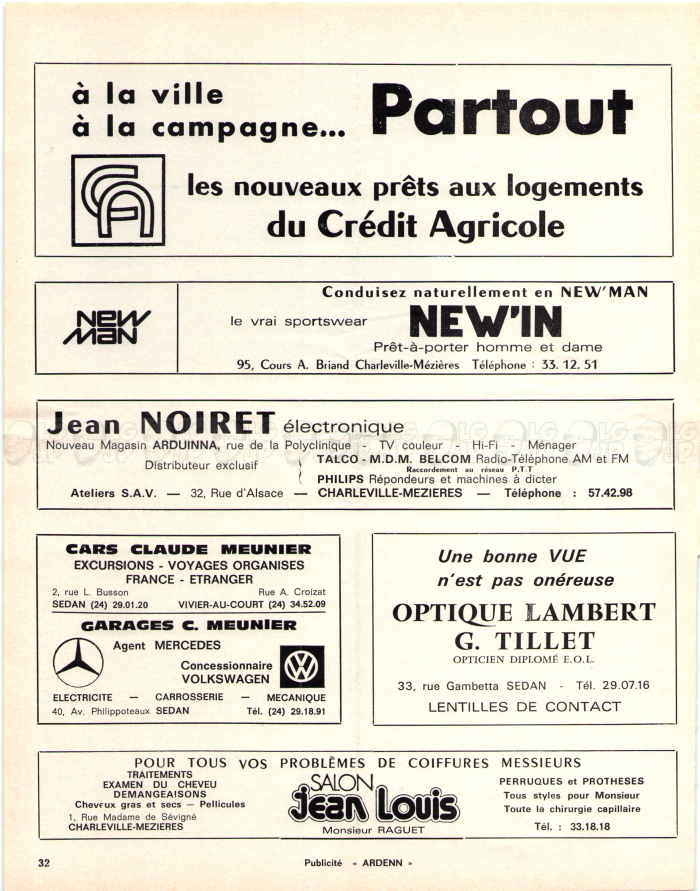 à la ville
à la campagne... Partout
CA
les nouveaux prêts aux logements
du Crédit Agricole
NEW MAN
Conduisez naturellement en NEW'MAN
le vrai sportswear NEW'IN
Prêt-à-porter homme et dame
95, Cours A. Briand Charleville-Mézières Téléphone : 33.12.51
Jean NOIRET électronique
Nouveau Magasin ARDUINNA, rue de la Polyclinique - TV couleur - Hi-Fi - Ménager
Distributeur exclusif
TALCO - M.D.M. BELCOM Radio-Téléphone AM et FM
Raccordement au réseau P.T.T
PHILIPS Répondeurs et machines à dicter
Ateliers S.A.V. — 32, Rue d'Alsace — CHARLEVILLE-MEZIERES — Téléphone : 57.42.98
CARS CLAUDE MEUNIER
EXCURSIONS - VOYAGES ORGANISES
FRANCE - ETRANGER
2, rue L. Busson Rue A. Croizat
SEDAN (24) 29.01.20 VIVIER-AU-COURT (24) 34.52.09
GARAGES C. MEUNIER
Agent MERCEDES
Concessionnaire
VOLKSWAGEN
ELECTRICITE — CARROSSERIE — MECANIQUE
40, Av. Philippoteaux SEDAN Tél. (24) 29.18.91
Une bonne VUE
n'est pas onéreuse
OPTIQUE LAMBERT
G. TILLET
OPTICIEN DIPLOMÉ E.O.L.
33, rue Gambetta SEDAN - Tél. 29.07.16
LENTILLES DE CONTACT
POUR TOUS VOS PROBLÈMES DE COIFFURES MESSIEURS
TRAITEMENTS
EXAMEN DU CHEVEU
DEMANGEAISONS
Cheveux gras et secs — Pellicules
1, Rue Madame de Sévigné
CHARLEVILLE-MEZIERES
SALON
Jean Louis
Monsieur RAGUET
PERRUQUES et PROTHESES
Tous styles pour Monsieur
Toute la chirurgie capillaire
Tél. : 33.18.18
32
Publicité « ARDENN »